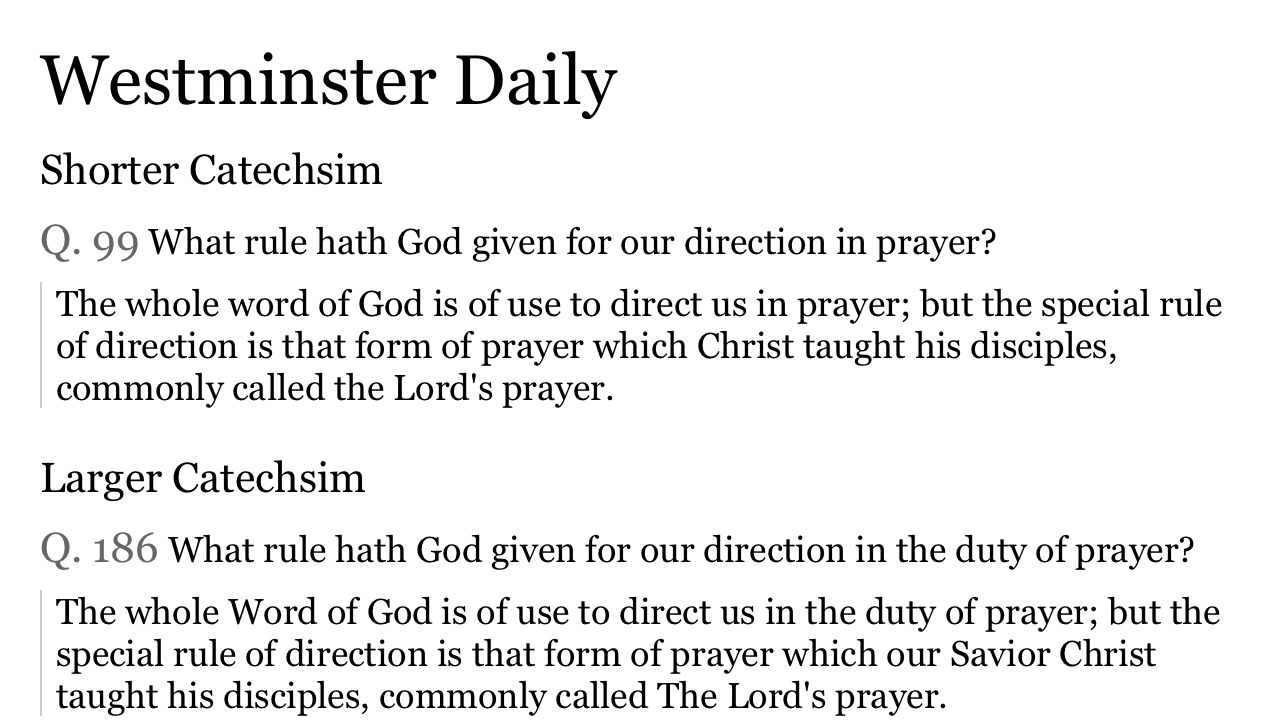 Westminster Daily
Shorter Catechsim
Q. 99 What rule hath God given for our direction in prayer?
The whole word of God is of use to direct us in prayer; but the special rule
of direction is that form of prayer which Christ taught his disciples,
commonly called the Lord's prayer.
Larger Catechsim
Q. 186 What rule hath God given for our direction in the duty of prayer?
The whole Word of God is of use to direct us in the duty of prayer; but the
special rule of direction is that form of prayer which our Savior Christ
taught his disciples, commonly called The Lord's prayer.